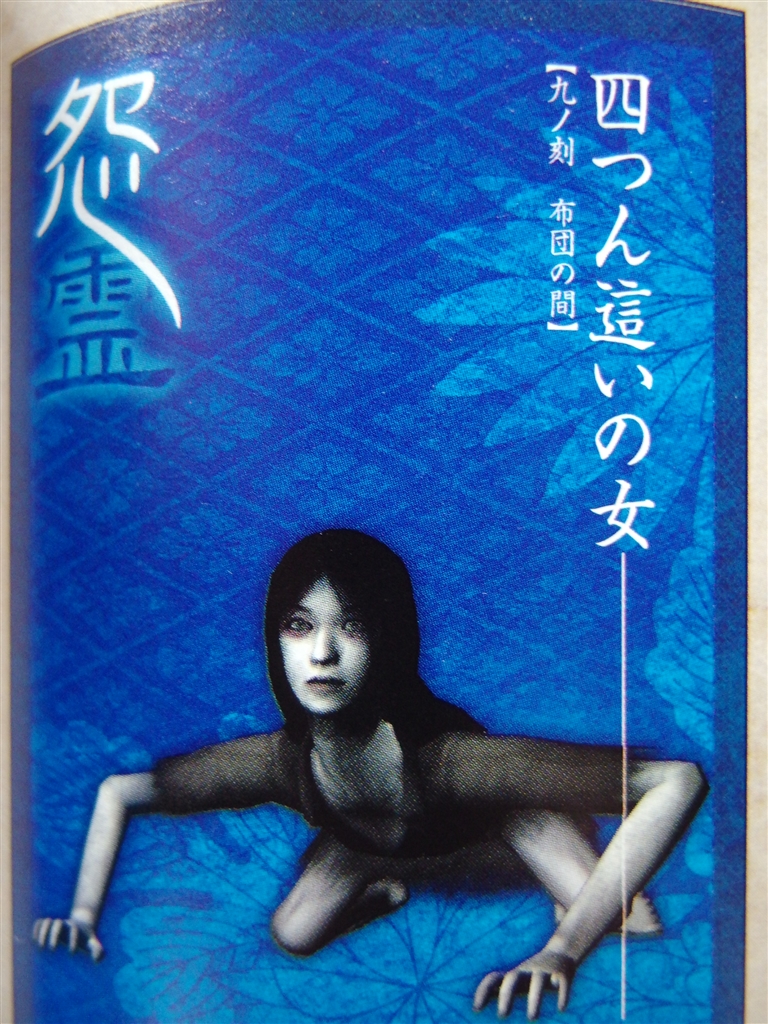 四つん這いの女
【九ノ刻　布団の間】
怨霊